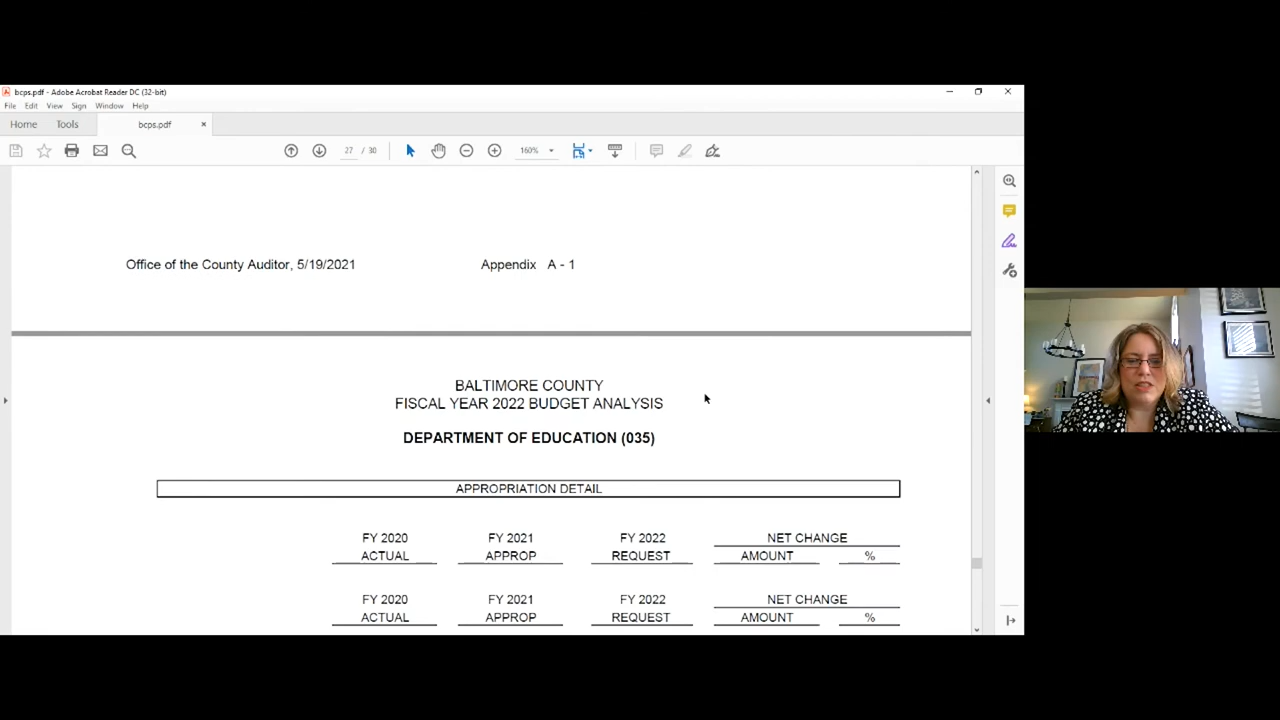 bcps.pdf - Adobe Acrobat Reader DC (32-bit)
File Edit View Sign Window Help
Home Tools bcps.pdf ×
27 / 30 160%
Office of the County Auditor, 5/19/2021 Appendix A - 1
BALTIMORE COUNTY
FISCAL YEAR 2022 BUDGET ANALYSIS
DEPARTMENT OF EDUCATION (035)
APPROPRIATION DETAIL
FY 2020 FY 2021 FY 2022 NET CHANGE
ACTUAL APPROP REQUEST AMOUNT %
FY 2020 FY 2021 FY 2022 NET CHANGE
ACTUAL APPROP REQUEST AMOUNT %